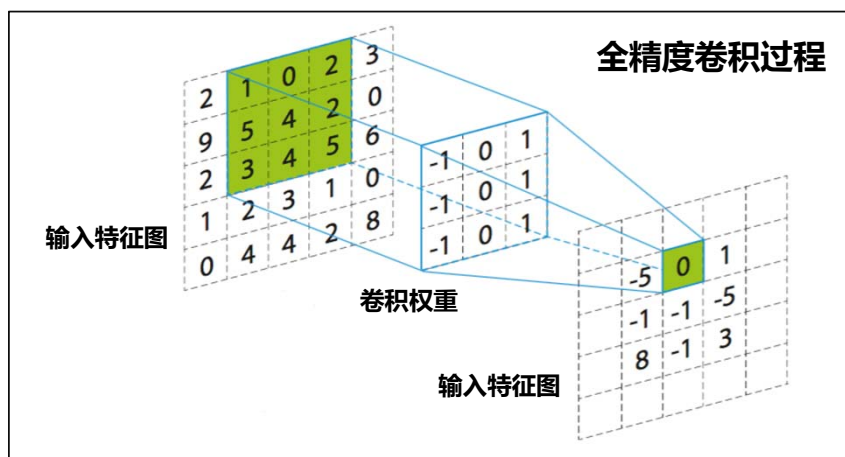 全精度卷积过程
2 1 0 2 3
9 5 4 2 0
2 3 4 5 6
1 2 3 1 0
0 4 4 2 8
输入特征图
-1 0 1
-1 0 1
-1 0 1
卷积权重
-5 0 1
-1 -1 -5
8 -1 3
输入特征图